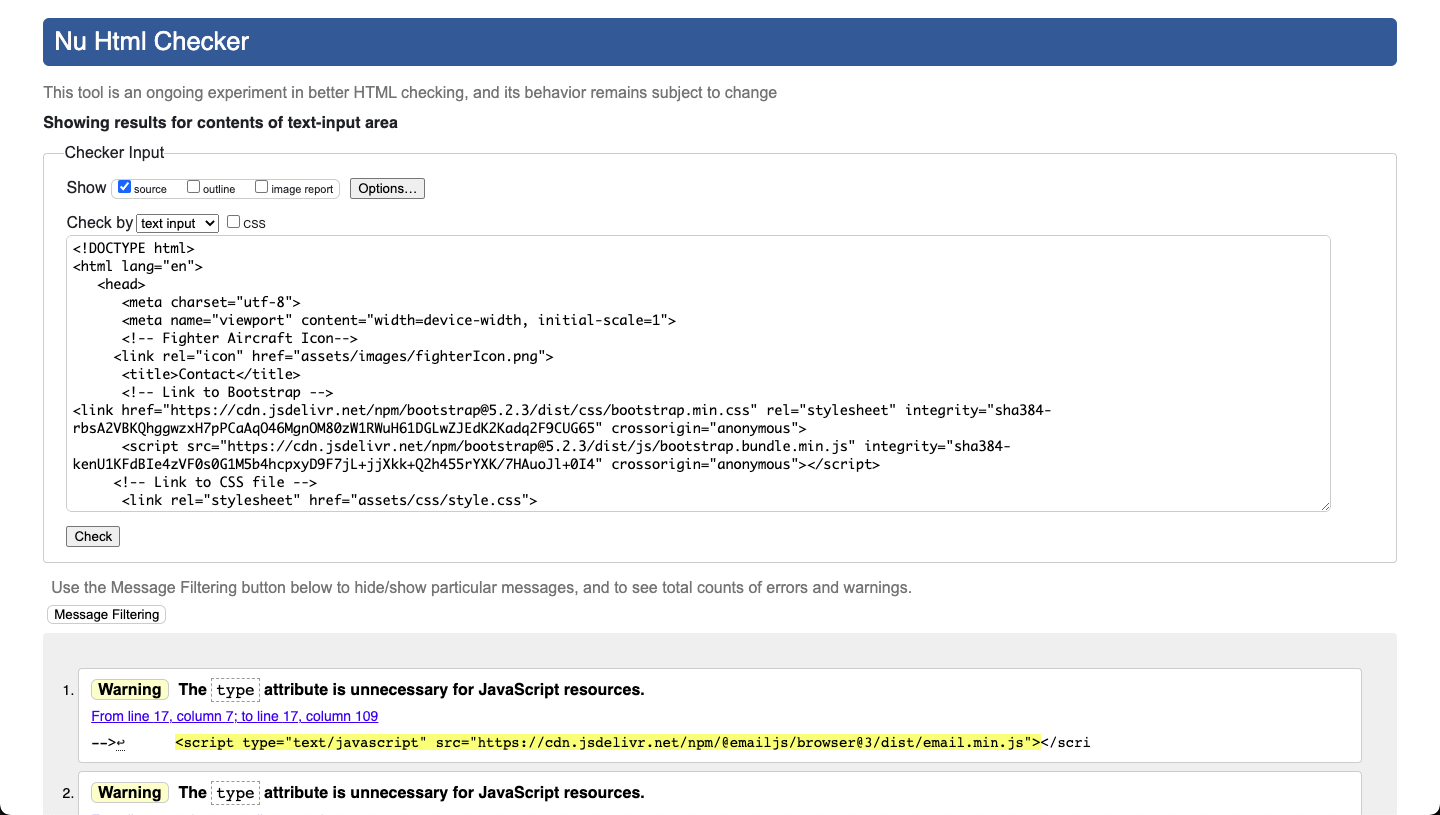 Nu Html Checker
This tool is an ongoing experiment in better HTML checking, and its behavior remains subject to change
Showing results for contents of text-input area
Checker Input
Show source outline image report Options...
Check by text input CSS
<!DOCTYPE html>
<html lang="en">
<head>
<meta charset="utf-8">
<meta name="viewport" content="width=device-width, initial-scale=1">
<!-- Fighter Aircraft Icon-->
<link rel="icon" href="assets/images/fighterIcon.png">
<title>Contact</title>
<!-- Link to Bootstrap -->
<link href="https://cdn.jsdelivr.net/npm/bootstrap@5.2.3/dist/css/bootstrap.min.css" rel="stylesheet" integrity="sha384-
rbsA2VBKQhggwzxH7pPCaAqO46MgnOM80zW1RWuH61DGLwZJEdK2Kadq2F9CUG65" crossorigin="anonymous">
<script src="https://cdn.jsdelivr.net/npm/bootstrap@5.2.3/dist/js/bootstrap.bundle.min.js" integrity="sha384-
kenU1KFdBIe4zVF0s0G1M5b4hcpxyD9F7jL+jjXkk+Q2h455rYXK/7HAuoJl+0I4" crossorigin="anonymous"></script>
<!-- Link to CSS file -->
<link rel="stylesheet" href="assets/css/style.css">
Check
Use the Message Filtering button below to hide/show particular messages, and to see total counts of errors and warnings.
Message Filtering
1. Warning The type attribute is unnecessary for JavaScript resources.
From line 17, column 7; to line 17, column 109
-->↩ <script type="text/javascript" src="https://cdn.jsdelivr.net/npm/@emailjs/browser@3/dist/email.min.js"></scri
2. Warning The type attribute is unnecessary for JavaScript resources.